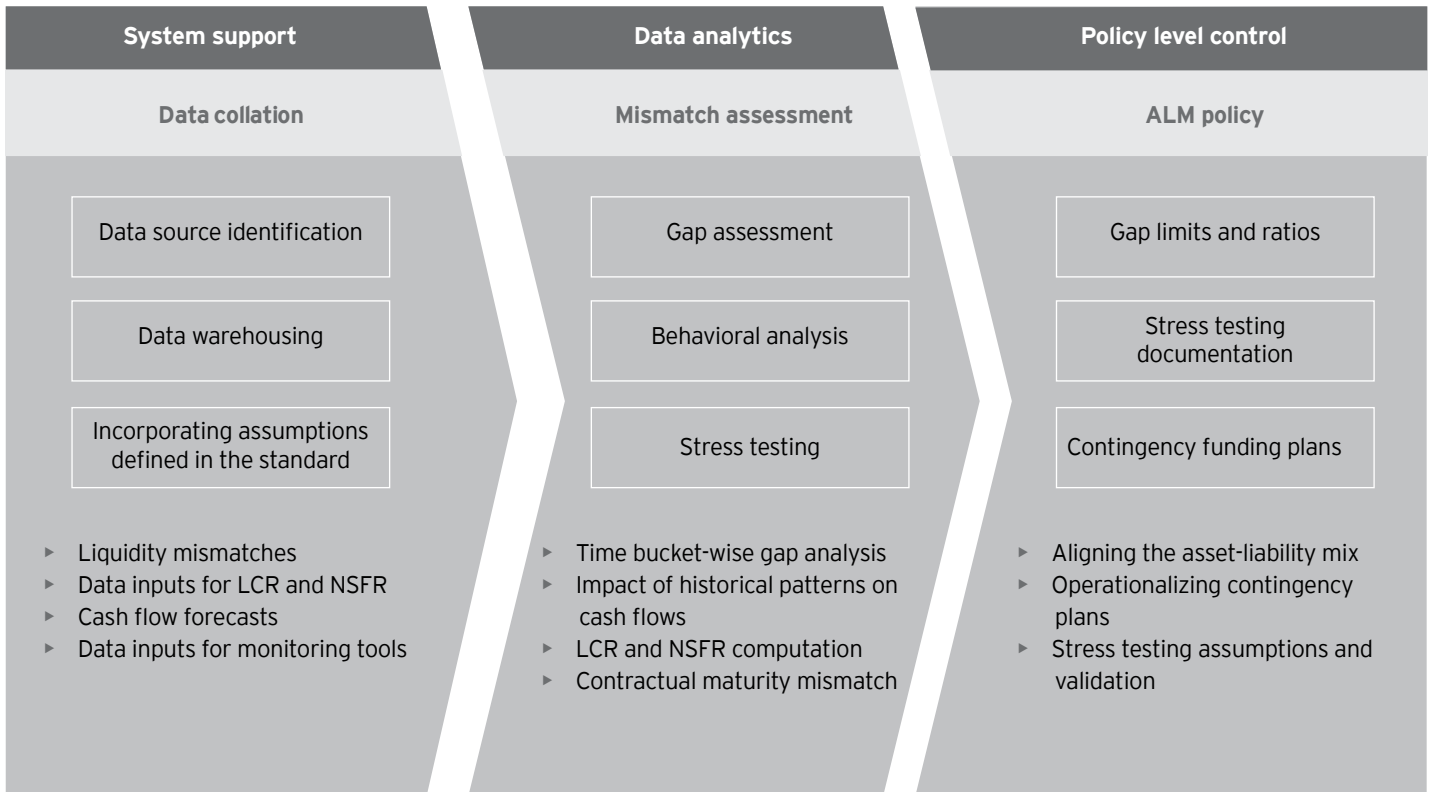 System support
Data collation
Data source identification
Data warehousing
Incorporating assumptions
defined in the standard
▸ Liquidity mismatches
▸ Data inputs for LCR and NSFR
▸ Cash flow forecasts
▸ Data inputs for monitoring tools
Data analytics
Mismatch assessment
Gap assessment
Behavioral analysis
Stress testing
▸ Time bucket-wise gap analysis
▸ Impact of historical patterns on
cash flows
▸ LCR and NSFR computation
▸ Contractual maturity mismatch
Policy level control
ALM policy
Gap limits and ratios
Stress testing
documentation
Contingency funding plans
▸ Aligning the asset-liability mix
▸ Operationalizing contingency
plans
▸ Stress testing assumptions and
validation